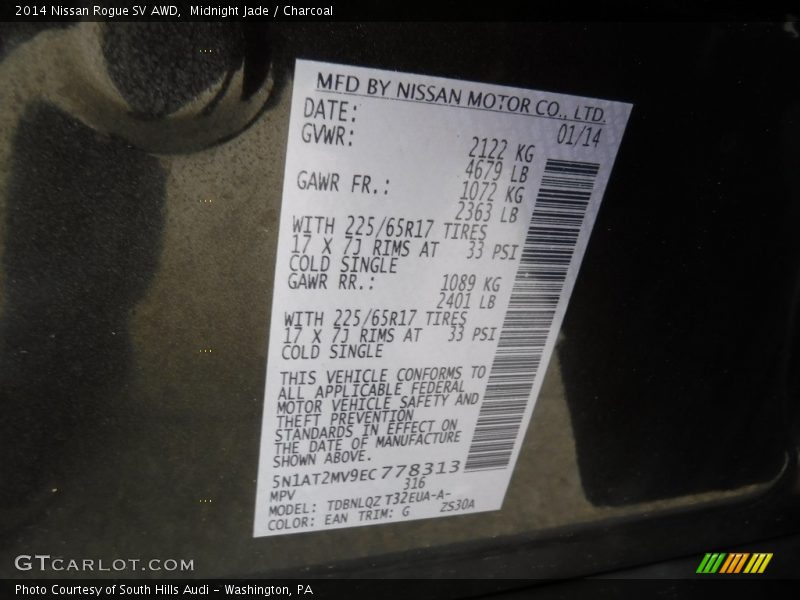 2014 Nissan Rogue SV AWD, Midnight Jade / Charcoal
MFD BY NISSAN MOTOR CO., LTD.
DATE: 01/14
GVWR: 2122 KG
4679 LB
GAWR FR.: 1072 KG
2363 LB
WITH 225/65R17 TIRES
17 X 7J RIMS AT 33 PSI
COLD SINGLE
GAWR RR.: 1089 KG
2401 LB
WITH 225/65R17 TIRES
17 X 7J RIMS AT 33 PSI
COLD SINGLE
THIS VEHICLE CONFORMS TO
ALL APPLICABLE FEDERAL
MOTOR VEHICLE SAFETY AND
THEFT PREVENTION
STANDARDS IN EFFECT ON
THE DATE OF MANUFACTURE
SHOWN ABOVE.
5N1AT2MV9EC778313
MPV 316
MODEL: TDBNLQZ T32EUA-A-
COLOR: EAN TRIM: G ZS30A
GTCARLOT.COM
Photo Courtesy of South Hills Audi - Washington, PA